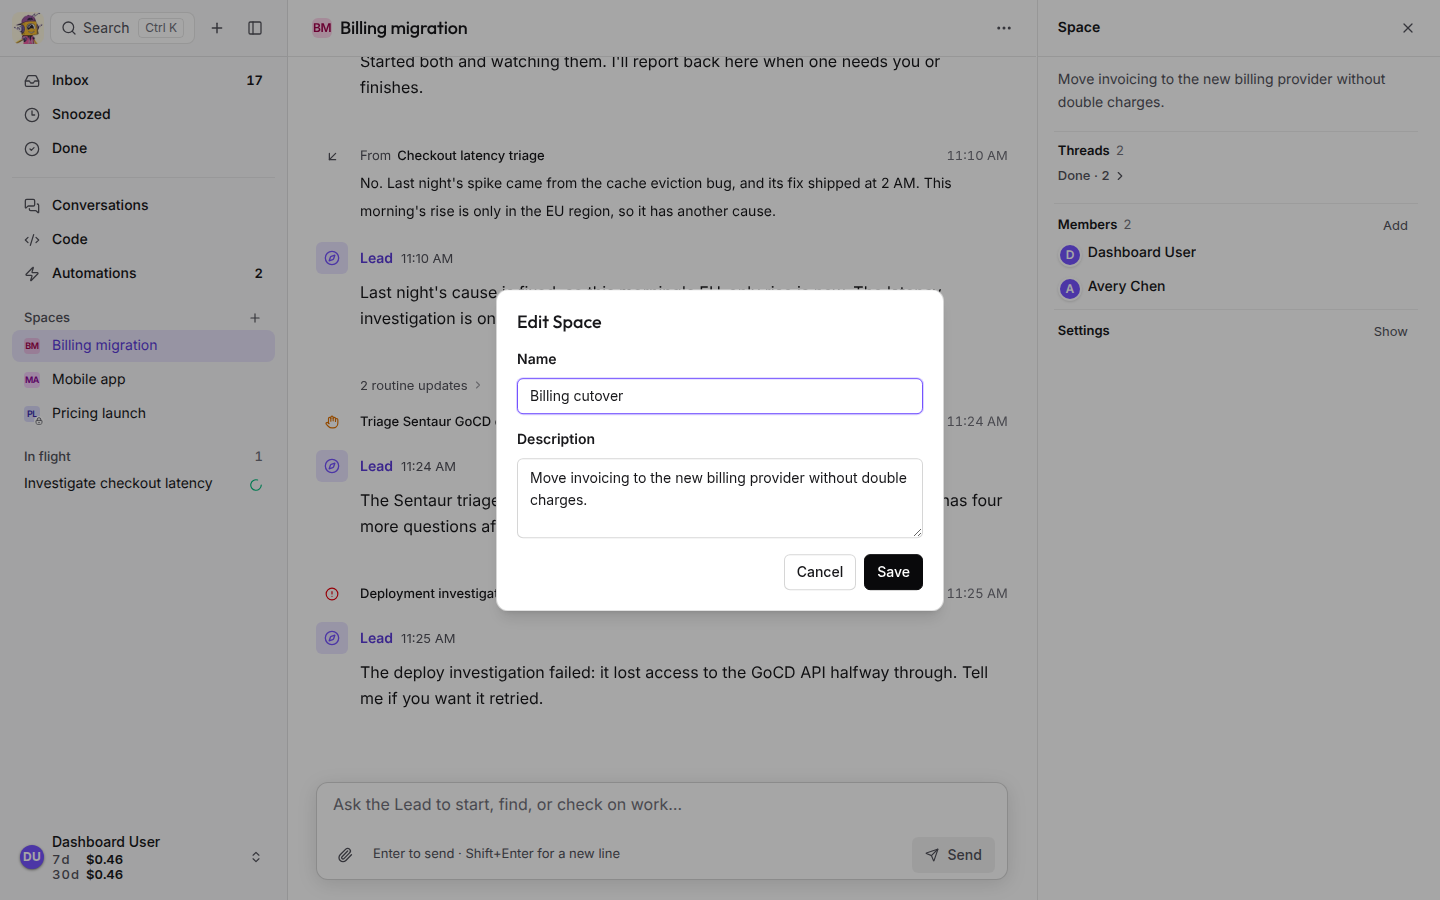 Search Ctrl K
Inbox 17
Snoozed
Done
Conversations
Code
Automations 2
Spaces
BM Billing migration
MA Mobile app
PL Pricing launch
In flight 1
Investigate checkout latency
DU Dashboard User
7d $0.46
30d $0.46
BM Billing migration
Started both and watching them. I'll report back here when one needs you or
finishes.
From Checkout latency triage 11:10 AM
No. Last night's spike came from the cache eviction bug, and its fix shipped at 2 AM. This
morning's rise is only in the EU region, so it has another cause.
Lead 11:10 AM
Last night's cause
investigation is on
2 routine updates
Triage Sentaur GoCD 11:24 AM
Lead 11:24 AM
The Sentaur triage has four
more questions af
Deployment investigat 11:25 AM
Lead 11:25 AM
The deploy investigation failed: it lost access to the GoCD API halfway through. Tell
me if you want it retried.
Ask the Lead to start, find, or check on work...
Enter to send · Shift+Enter for a new line
Send
Edit Space
Name
Billing cutover
Description
Move invoicing to the new billing provider without double
charges.
Cancel Save
Space
Move invoicing to the new billing provider without
double charges.
Threads 2
Done · 2
Members 2 Add
D Dashboard User
A Avery Chen
Settings Show